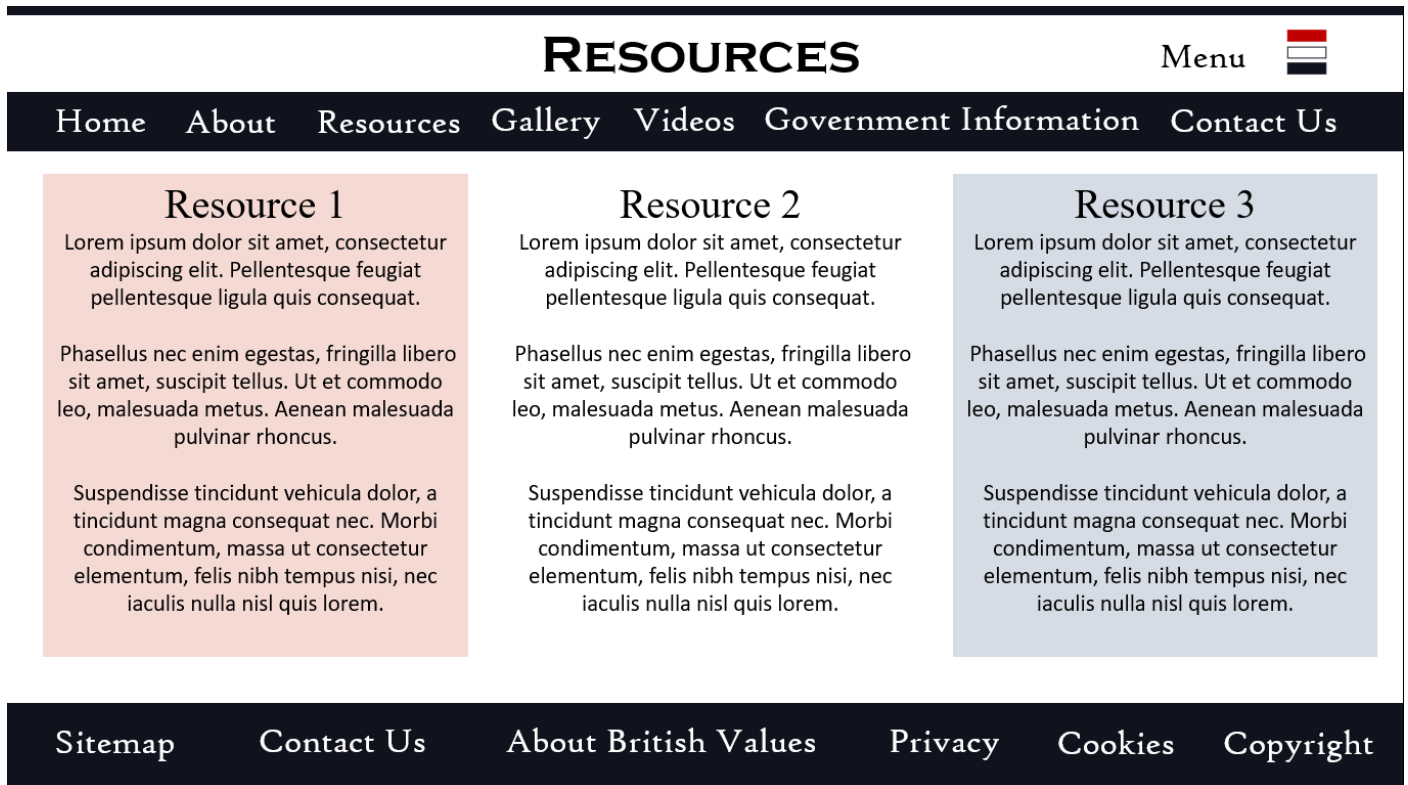 RESOURCES
Menu
Home About Resources Gallery Videos Government Information Contact Us
Resource 1
Lorem ipsum dolor sit amet, consectetur
adipiscing elit. Pellentesque feugiat
pellentesque ligula quis consequat.
Phasellus nec enim egestas, fringilla libero
sit amet, suscipit tellus. Ut et commodo
leo, malesuada metus. Aenean malesuada
pulvinar rhoncus.
Suspendisse tincidunt vehicula dolor, a
tincidunt magna consequat nec. Morbi
condimentum, massa ut consectetur
elementum, felis nibh tempus nisi, nec
iaculis nulla nisl quis lorem.
Resource 2
Lorem ipsum dolor sit amet, consectetur
adipiscing elit. Pellentesque feugiat
pellentesque ligula quis consequat.
Phasellus nec enim egestas, fringilla libero
sit amet, suscipit tellus. Ut et commodo
leo, malesuada metus. Aenean malesuada
pulvinar rhoncus.
Suspendisse tincidunt vehicula dolor, a
tincidunt magna consequat nec. Morbi
condimentum, massa ut consectetur
elementum, felis nibh tempus nisi, nec
iaculis nulla nisl quis lorem.
Resource 3
Lorem ipsum dolor sit amet, consectetur
adipiscing elit. Pellentesque feugiat
pellentesque ligula quis consequat.
Phasellus nec enim egestas, fringilla libero
sit amet, suscipit tellus. Ut et commodo
leo, malesuada metus. Aenean malesuada
pulvinar rhoncus.
Suspendisse tincidunt vehicula dolor, a
tincidunt magna consequat nec. Morbi
condimentum, massa ut consectetur
elementum, felis nibh tempus nisi, nec
iaculis nulla nisl quis lorem.
Sitemap Contact Us About British Values Privacy Cookies Copyright